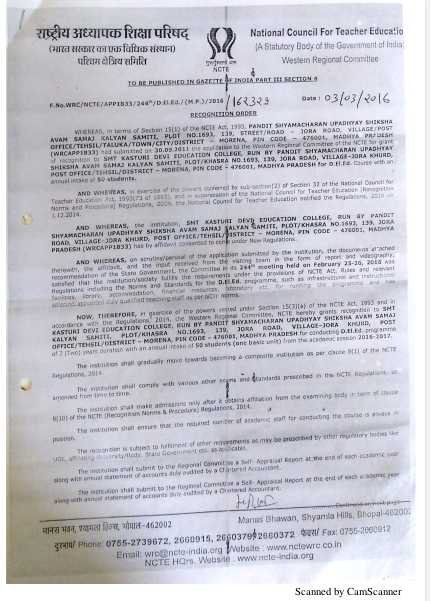 राष्ट्रीय अध्यापक शिक्षा परिषद्
(भारत सरकार का एक विधिक संस्थान)
पश्चिम क्षेत्रीय समिति
NCTE
National Council For Teacher Educatio
(A Statutory Body of the Government of India)
Western Regional Committee
TO BE PUBLISHED IN GAZETTE OF INDIA PART III SECTION 4
F.No.WRC/NCTE/APP1833/244th/D.El.Ed./(M.P.)/2016/162323 Date : 03/03/2016
RECOGNITION ORDER
WHEREAS, in terms of Section 15(1) of the NCTE Act, 1993, PANDIT SHYAMACHARAN UPADHYAY SHIKSHA
AVAM SAMAJ KALYAN SAMITI, PLOT NO.1693, 139, STREET/ROAD – JORA ROAD, VILLAGE/POST
OFFICE/TEHSIL/TALUKA/TOWN/CITY/DISTRICT – MORENA, PIN CODE – 476001, MADHYA PRADESH
(WRCAPP1833) had submitted on 30.09.2011 the application to the Western Regional Committee of the NCTE for grant
of recognition to SMT KASTURI DEVI EDUCATION COLLEGE, RUN BY PANDIT SHYAMACHARAN UPADHYAY
SHIKSHA AVAM SAMAJ KALYAN SAMITI, PLOT/KHASRA NO.1693, 139, JORA ROAD, VILLAGE-JORA KHURD,
POST OFFICE/TEHSIL/DISTRICT – MORENA, PIN CODE – 476001, MADHYA PRADESH for D.El.Ed. Course with an
annual intake of 50 students.
AND WHEREAS, in exercise of the powers conferred by sub-section(2) of Section 32 of the National Council for
Teacher Education Act, 1993(73 of 1993), and in supersession of the National Council for Teacher Education (Recognition
Norms and Procedure) Regulations, 2009, the National Council for Teacher Education notified the Regulations, 2014 on
1.12.2014.
AND WHEREAS, the institution, SMT KASTURI DEVI EDUCATION COLLEGE, RUN BY PANDIT
SHYAMACHARAN UPADHYAY SHIKSHA AVAM SAMAJ KALYAN SAMITI, PLOT/KHASRA NO.1693, 139, JORA
ROAD, VILLAGE-JORA KHURD, POST OFFICE/TEHSIL/DISTRICT – MORENA, PIN CODE – 476001, MADHYA
PRADESH (WRCAPP1833) has by affidavit consented to come under New Regulations.
AND WHEREAS, on scrutiny/perusal of the application submitted by the institution, the documents attached
therewith, the affidavit, and the input received from the visiting team in the form of report and videography,
recommendation of the State Government, the Committee in its 244th meeting held on February 25-26, 2016 was
satisfied that the institution/society fulfills the requirements under the provisions of NCTE Act, Rules and relevant
Regulations including the Norms and Standards for the D.El.Ed. programme, such as infrastructural and instructional
facilities, library, accommodation, financial resources, laboratory etc. for running the programme and has
selected/appointed duly qualified teaching staff as per NCTE norms.
NOW, THEREFORE, in exercise of the powers vested under Section 15(3)(a) of the NCTE Act, 1993 and in
accordance with the Regulations, 2014, the Western Regional Committee, NCTE hereby grants recognition to SMT
KASTURI DEVI EDUCATION COLLEGE, RUN BY PANDIT SHYAMACHARAN UPADHYAY SHIKSHA AVAM SAMAJ
KALYAN SAMITI, PLOT/KHASRA NO.1693, 139, JORA ROAD, VILLAGE-JORA KHURD, POST
OFFICE/TEHSIL/DISTRICT – MORENA, PIN CODE – 476001, MADHYA PRADESH for conducting D.El.Ed. programme
of 2 (Two) years duration with an annual intake of 50 students (one basic unit) from the academic session 2016-2017.
The institution shall gradually move towards becoming a composite institution as per clause 8(1) of the NCTE
Regulations, 2014.
The institution shall comply with various other norms and standards prescribed in the NCTE Regulations, as
amended from time to time.
The institution shall make admissions only after it obtains affiliation from the examining body in term of clause
8(10) of the NCTE (Recognition Norms & Procedure) Regulations, 2014.
The institution shall ensure that the required number of academic staff for conducting the course is always in
position.
The recognition is subject to fulfilment of other requirements as may be prescribed by other regulatory bodies like
UGC, affiliating University/Body, State Government etc. as applicable.
The institution shall submit to the Regional Committee a Self- Appraisal Report at the end of each academic year
along with annual statement of accounts duly audited by a Chartered Accountant.
The institution shall submit to the Regional Committee a Self- Appraisal Report at the end of each academic year
along with annual statement of accounts duly audited by a Chartered Accountant.
मानस भवन, श्यामला हिल्स, भोपाल-462002
Manas Bhawan, Shyamla Hills, Bhopal-462002
दूरभाष/ Phone: 0755-2739672, 2660915, 2660379, 2660372 फेक्स/ Fax: 0755-2660912
Email: wrc@ncte-india.org Website : www.nctewrc.co.in
NCTE HQrs. Website : www.ncte-india.org
Scanned by CamScanner